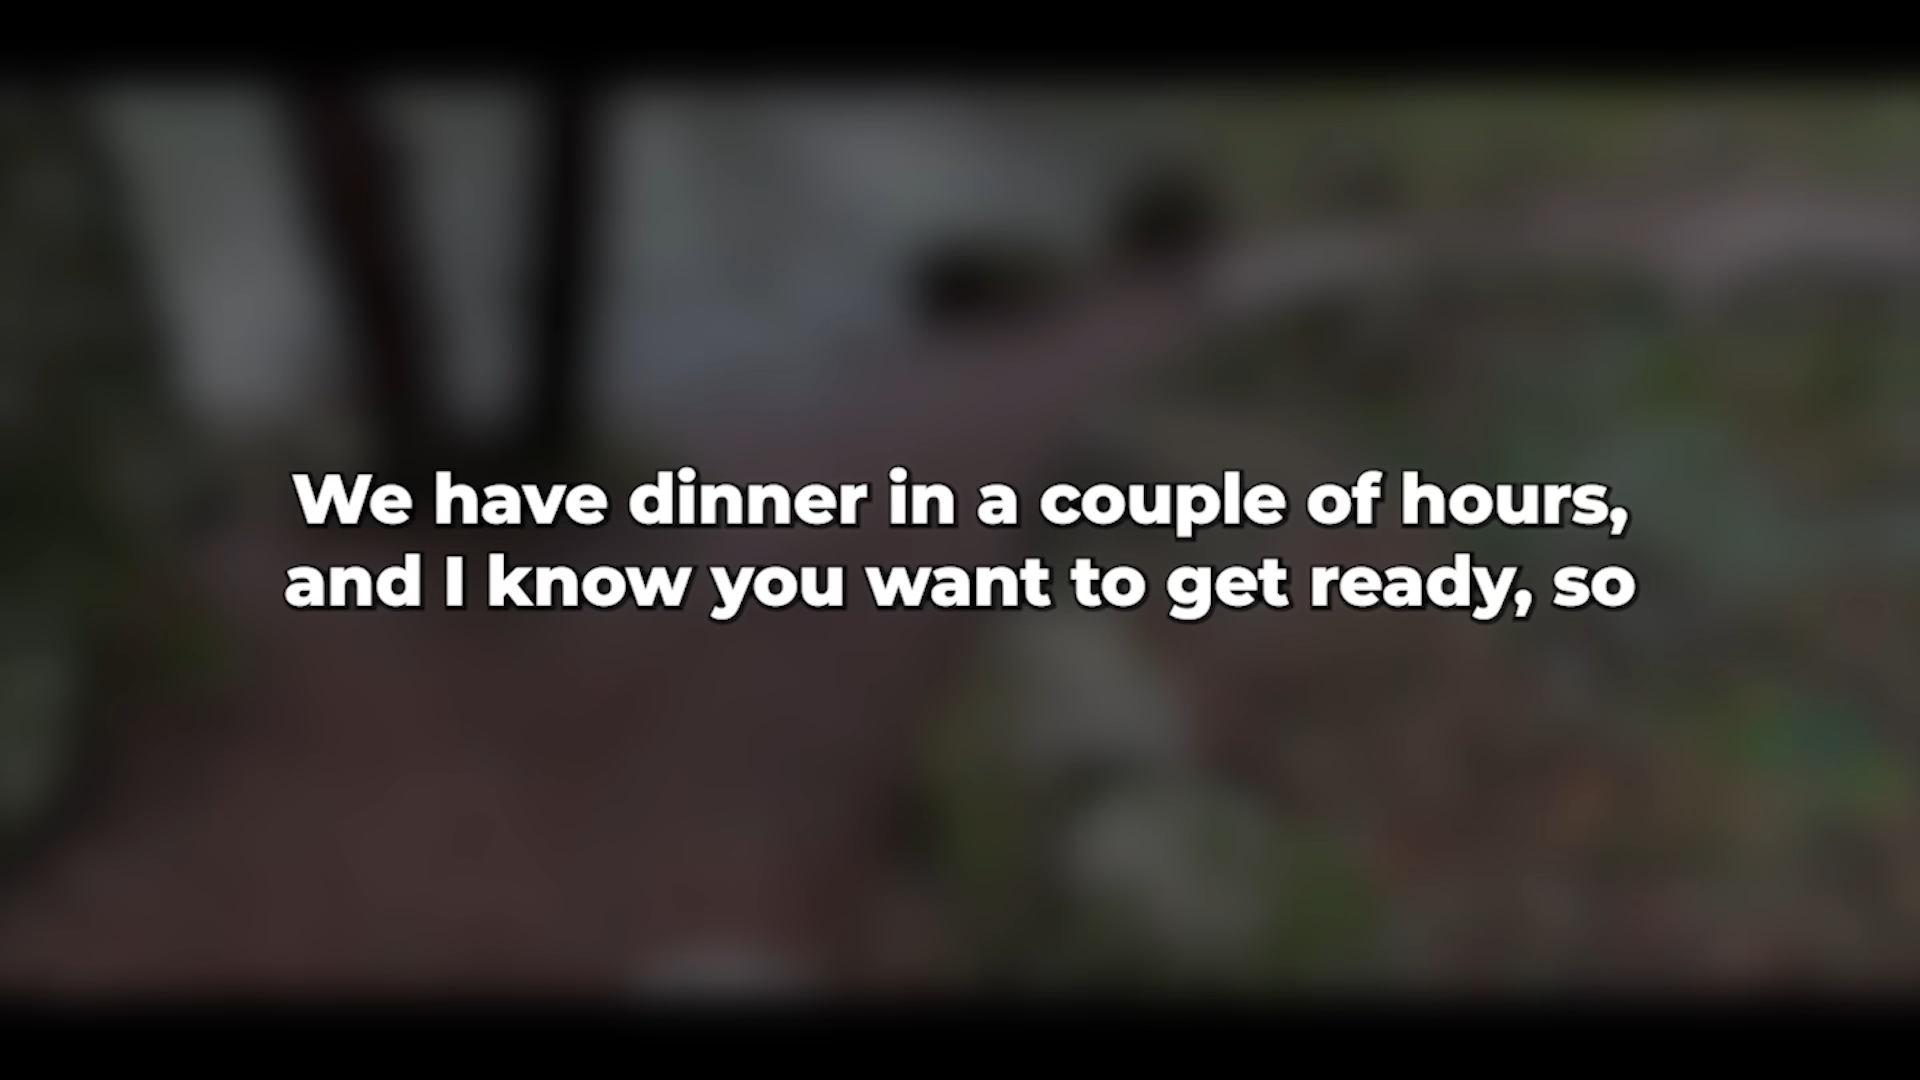 We have dinner in a couple of hours,
and I know you want to get ready, so